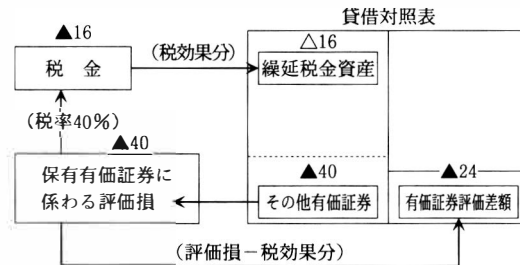 貸借対照表
▲16
税 金
(税効果分)
△16
繰延税金資産
(税率40%)
▲40
保有有価証券に
係わる評価損
▲40
その他有価証券
▲24
有価証券評価差額
(評価損－税効果分)